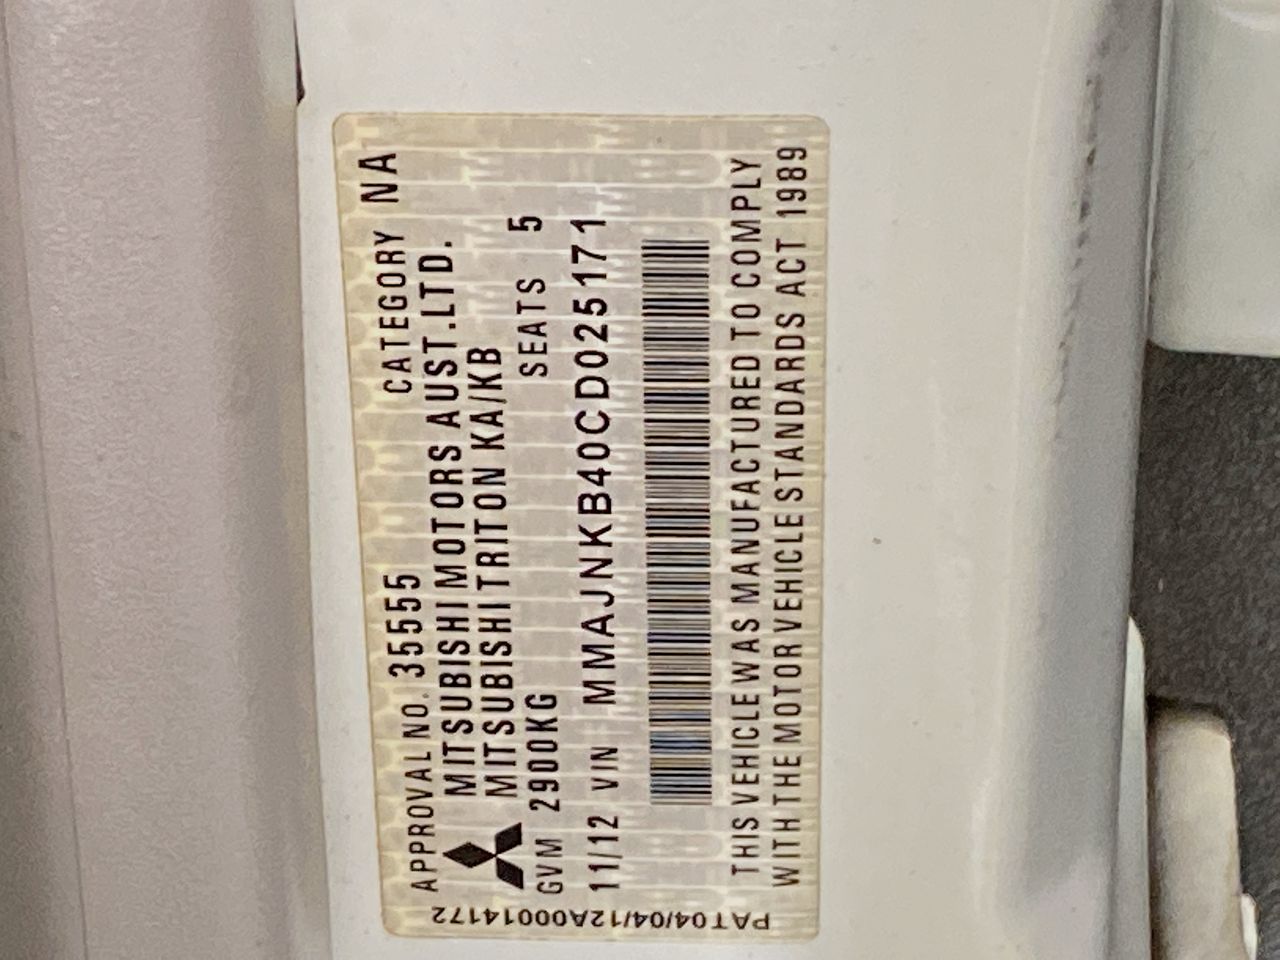 APPROVAL NO. 35555 CATEGORY NA
MITSUBISHI MOTORS AUST.LTD.
MITSUBISHI TRITON KA/KB
GVM 2900KG SEATS 5
11/12 VIN MMAJNKB40CD025171
THIS VEHICLE WAS MANUFACTURED TO COMPLY
WITH THE MOTOR VEHICLE STANDARDS ACT 1989
PAT04/04/12A00014172